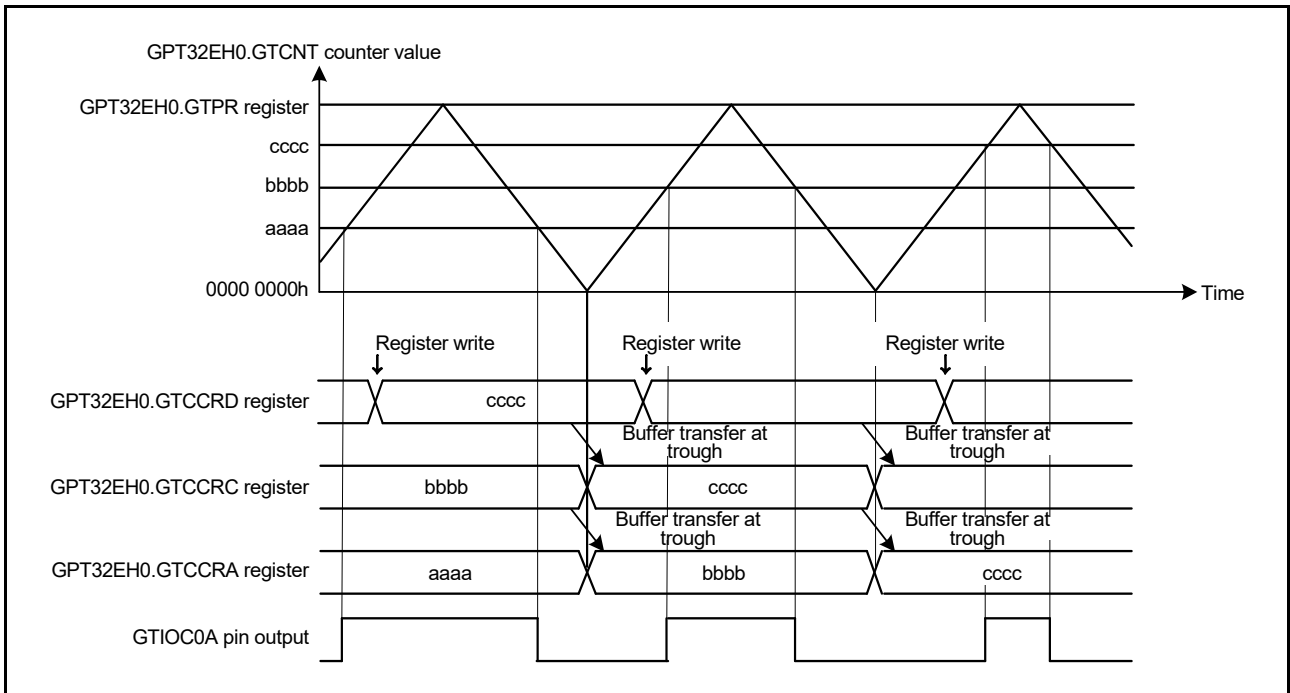 GPT32EH0.GTCNT counter value
GPT32EH0.GTPR register
cccc
bbbb
aaaa
0000 0000h
Time
Register write
Register write
Register write
GPT32EH0.GTCCRD register
cccc
Buffer transfer at
trough
Buffer transfer at
trough
GPT32EH0.GTCCRC register
bbbb
cccc
Buffer transfer at
trough
Buffer transfer at
trough
GPT32EH0.GTCCRA register
aaaa
bbbb
cccc
GTIOC0A pin output